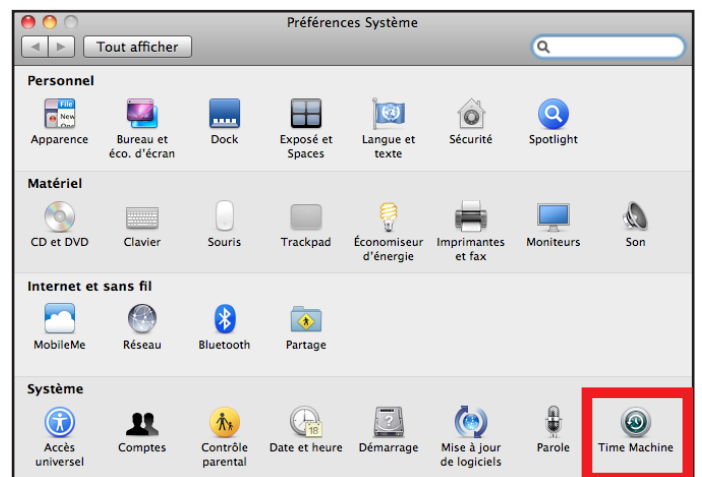 Préférences Système
Tout afficher
Personnel
Apparence
Bureau et
éco. d'écran
Dock
Exposé et
Spaces
Langue et
texte
Sécurité
Spotlight
Matériel
CD et DVD
Clavier
Souris
Trackpad
Économiseur
d'énergie
Imprimantes
et fax
Moniteurs
Son
Internet et sans fil
MobileMe
Réseau
Bluetooth
Partage
Système
Accès
universel
Comptes
Contrôle
parental
Date et heure
Démarrage
Mise à jour
de logiciels
Parole
Time Machine